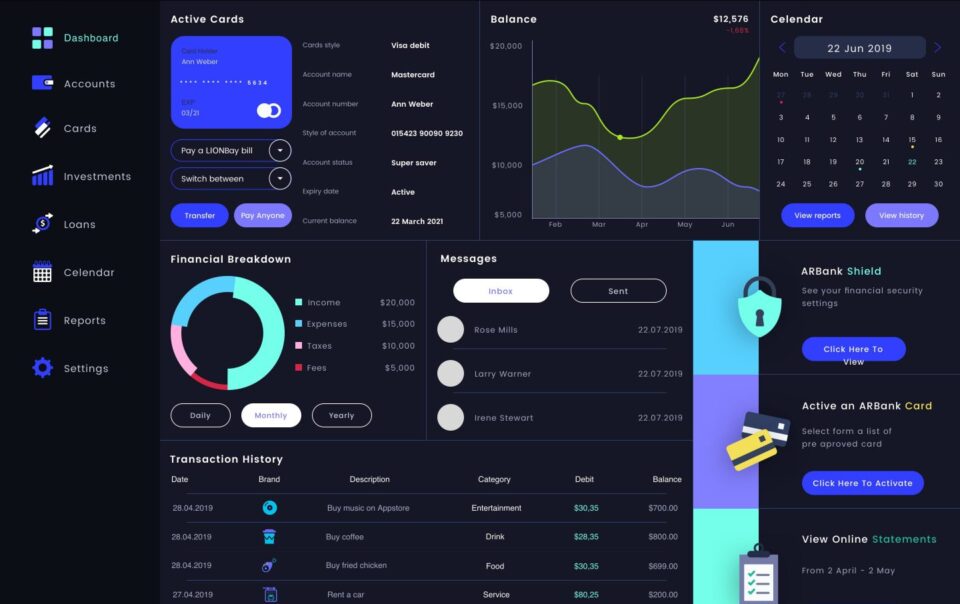 Dashboard
Accounts
Cards
Investments
Loans
Celendar
Reports
Settings
Active Cards
Card Holder
Ann Weber
5634
EXP
03/21
Pay a LIONBay bill
Switch between
Transfer
Pay Anyone
Cards style Visa debit
Account name Mastercard
Account number Ann Weber
Style of account 015423 90090 9230
Account status Super saver
Expiry date Active
Current balance 22 March 2021
Balance $12,576
-1,68%
$20,000
$15,000
$10,000
$5,000
Feb Mar Apr May Jun
Celendar
22 Jun 2019
Mon Tue Wed Thu Fri Sat Sun
27 28 29 30 31 1 2
3 4 5 6 7 8 9
10 11 12 13 14 15 16
17 18 19 20 21 22 23
24 25 26 27 28 29 30
View reports
View history
Financial Breakdown
Income $20,000
Expenses $15,000
Taxes $10,000
Fees $5,000
Daily
Monthly
Yearly
Messages
Inbox
Sent
Rose Mills 22.07.2019
Larry Warner 22.07.2019
Irene Stewart 22.07.2019
ARBank Shield
See your financial security
settings
Click Here To
View
Active an ARBank Card
Select form a list of
pre aproved card
Click Here To Activate
View Online Statements
From 2 April - 2 May
Transaction History
Date Brand Description Category Debit Balance
28.04.2019 Buy music on Appstore Entertainment $30,35 $700.00
28.04.2019 Buy coffee Drink $28,35 $800.00
28.04.2019 Buy fried chicken Food $30,35 $699.00
27.04.2019 Rent a car Service $80,25 $200.00